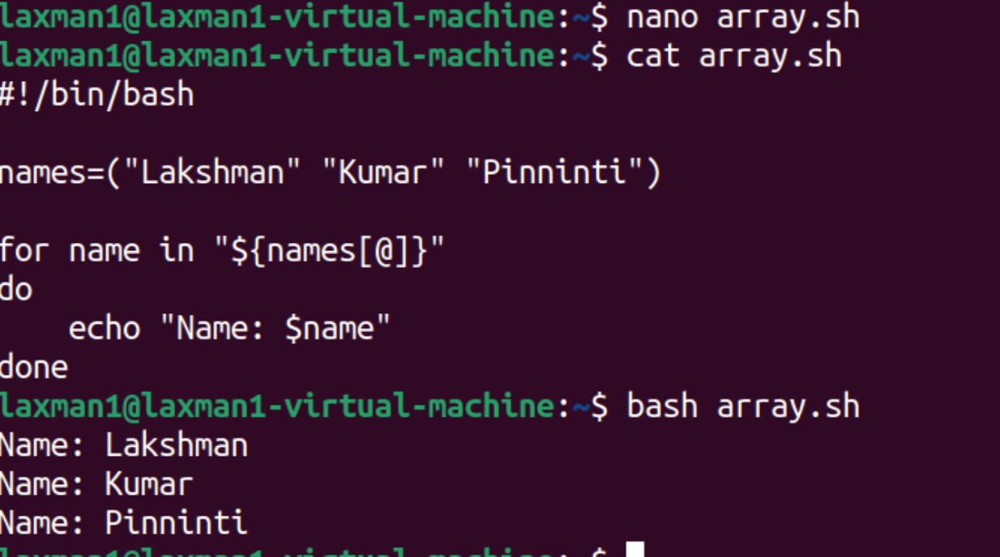 laxman1@laxman1-virtual-machine:~$ nano array.sh
laxman1@laxman1-virtual-machine:~$ cat array.sh
#!/bin/bash
names=("Lakshman" "Kumar" "Pinninti")
for name in "${names[@]}"
do
    echo "Name: $name"
done
laxman1@laxman1-virtual-machine:~$ bash array.sh
Name: Lakshman
Name: Kumar
Name: Pinninti
laxman1@laxman1-virtual-machine:~$